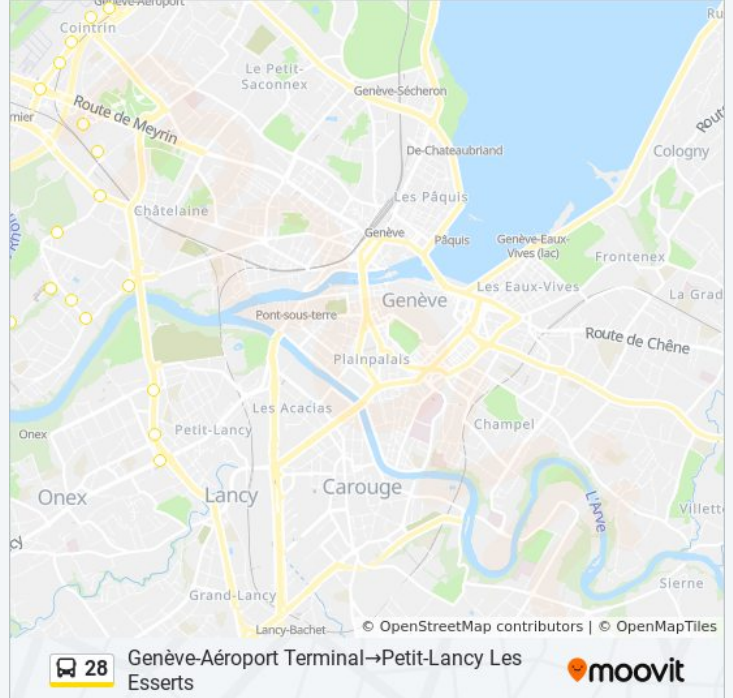 Genève-Aéroport
Cointrin
Ru
Le Petit-
Saconnex
Genève-Sécheron
Route de Meyrin
mier
Route
De-Chateaubriand
Cologny
Les Pâquis
Châtelaine
Genève
Pâquis
Genève-Eaux-
Vives (lac)
Frontenex
Les Eaux-Vives
La Grad
Genève
Pont-sous-terre
Route de Chêne
Plainpalais
Les Acacias
Champel
Onex
Petit-Lancy
Carouge
Onex
Lancy
L'Arve
Villett
cy
Sierne
Grand-Lancy
Lancy-Bachet
© OpenStreetMap contributors | © OpenMapTiles
28
Genève-Aéroport Terminal→Petit-Lancy Les
Esserts
moovit